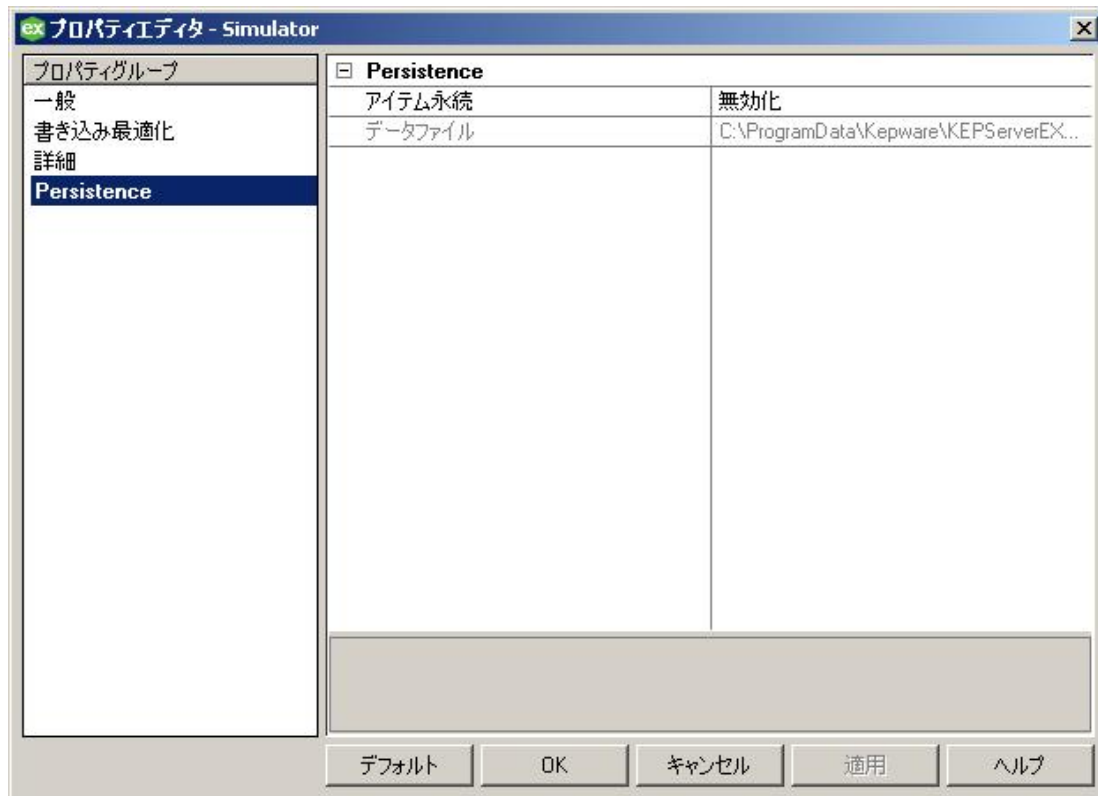 ex プロパティエディタ - Simulator
プロパティグループ
一般
書き込み最適化
詳細
Persistence
Persistence
アイテム永続 無効化
データファイル C:\ProgramData\Kepware\KEPServerEX...
デフォルト OK キャンセル 適用 ヘルプ